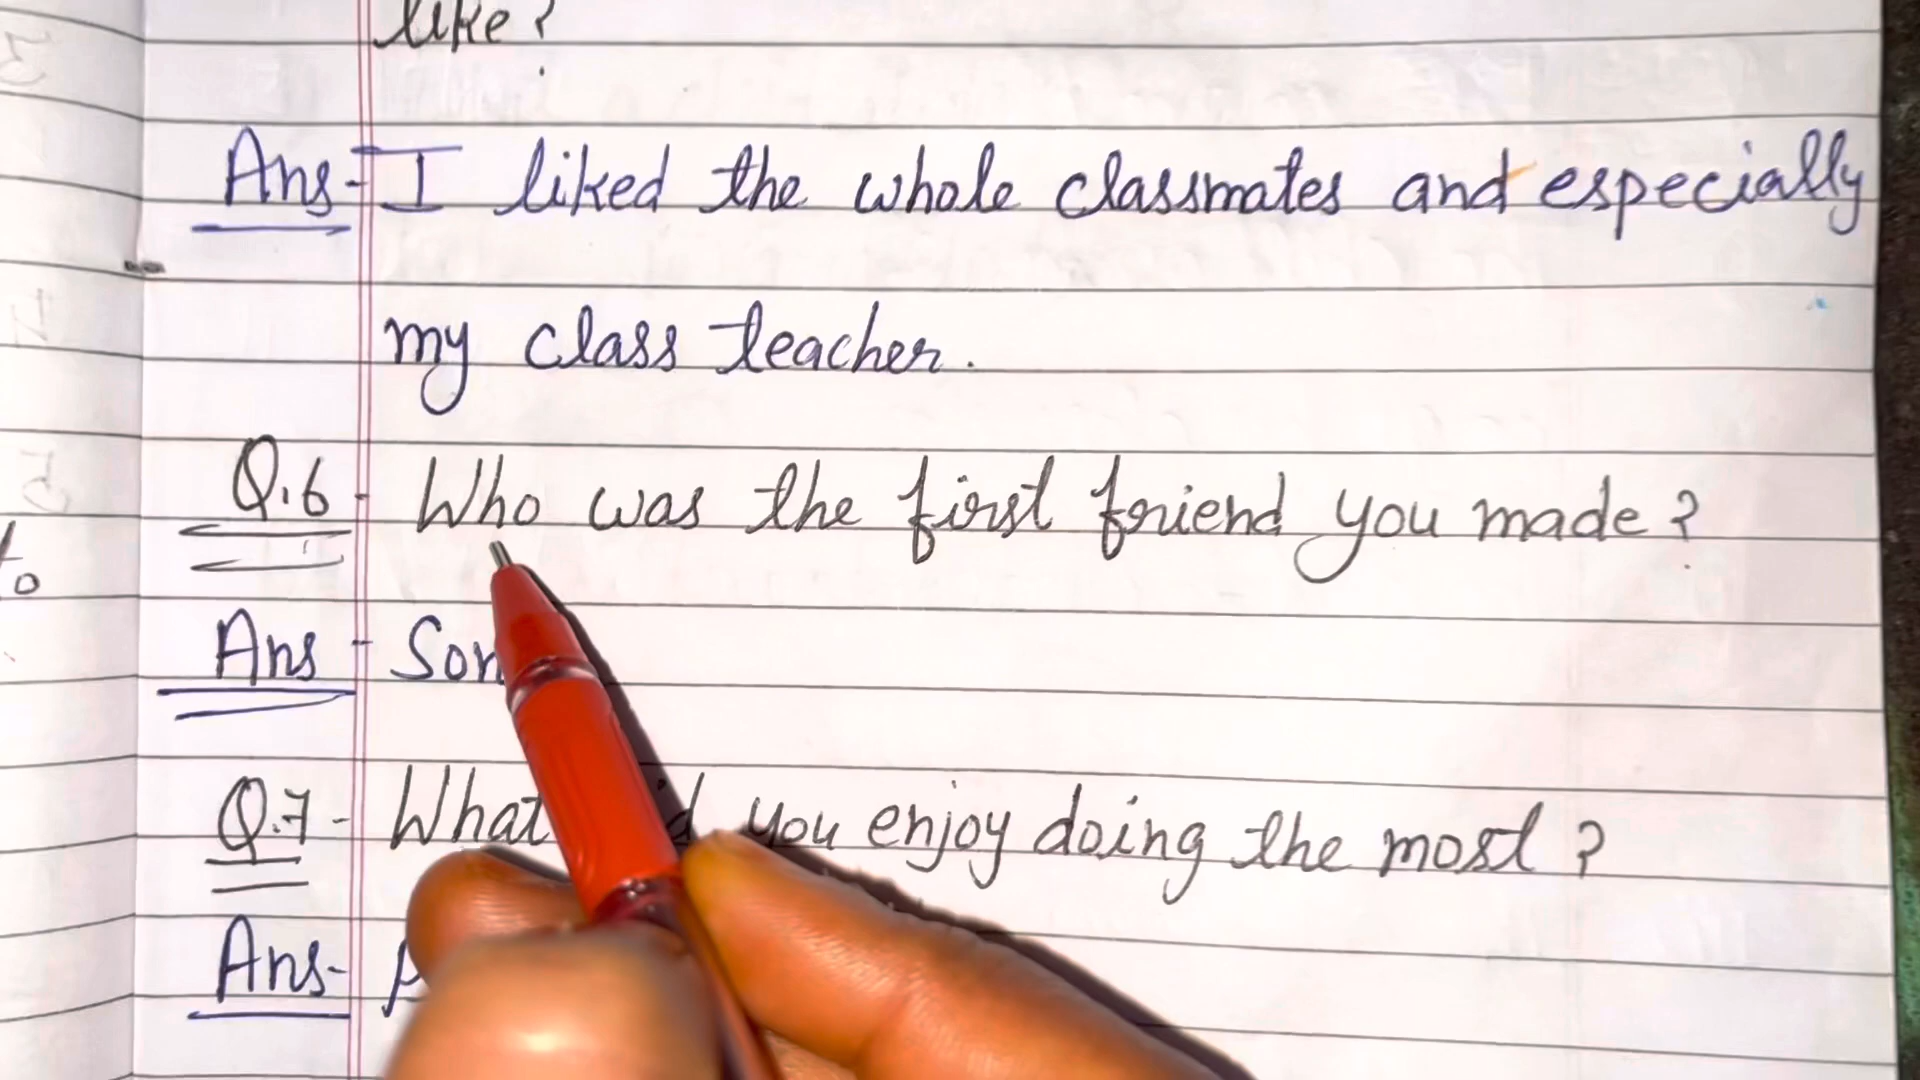 like?
Ans- I liked the whole classmates and especially
my class teacher.
Q.6- Who was the first friend you made?
to
Ans-
Q.7- What you enjoy doing the most?
Ans-